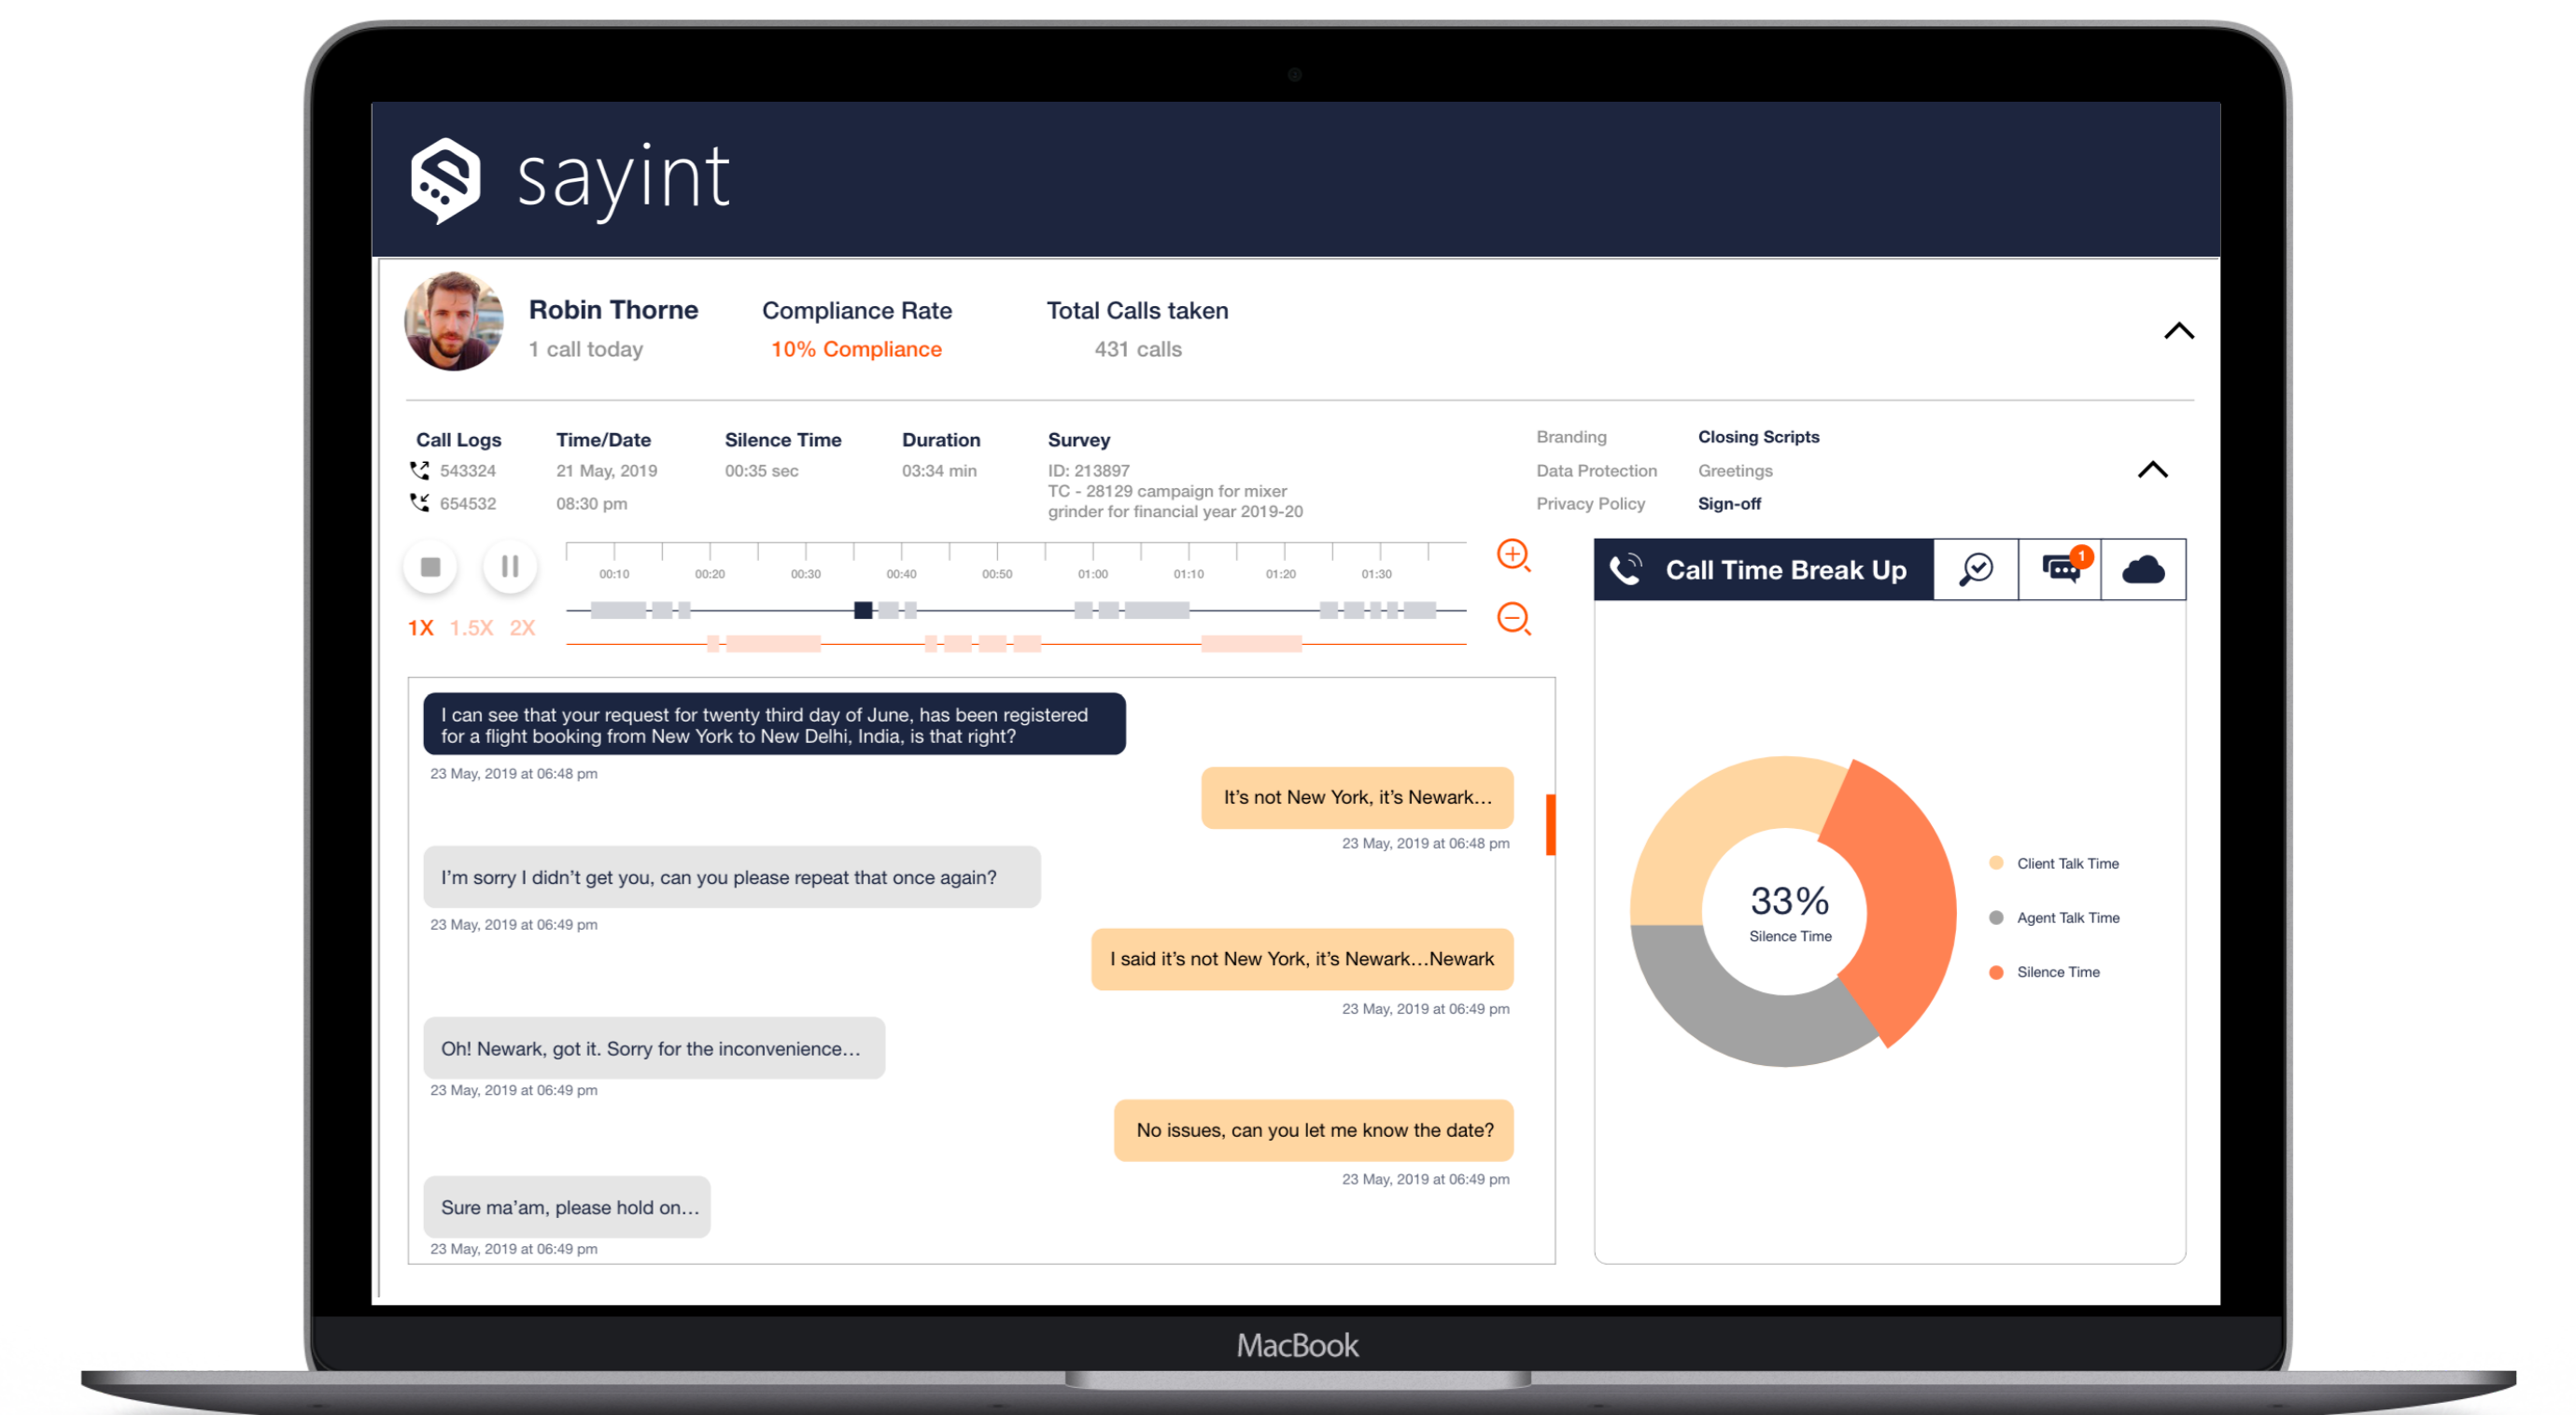 sayint
Robin Thorne
1 call today
Compliance Rate
10% Compliance
Total Calls taken
431 calls
Call Logs
543324
654532
Time/Date
21 May, 2019
08:30 pm
Silence Time
00:35 sec
Duration
03:34 min
Survey
ID: 213897
TC - 28129 campaign for mixer
grinder for financial year 2019-20
Branding
Data Protection
Privacy Policy
Closing Scripts
Greetings
Sign-off
1X 1.5X 2X
00:10 00:20 00:30 00:40 00:50 01:00 01:10 01:20 01:30
I can see that your request for twenty third day of June, has been registered
for a flight booking from New York to New Delhi, India, is that right?
23 May, 2019 at 06:48 pm
It’s not New York, it’s Newark…
23 May, 2019 at 06:48 pm
I’m sorry I didn’t get you, can you please repeat that once again?
23 May, 2019 at 06:49 pm
I said it’s not New York, it’s Newark…Newark
23 May, 2019 at 06:49 pm
Oh! Newark, got it. Sorry for the inconvenience…
23 May, 2019 at 06:49 pm
No issues, can you let me know the date?
23 May, 2019 at 06:49 pm
Sure ma’am, please hold on…
23 May, 2019 at 06:49 pm
Call Time Break Up
1
33%
Silence Time
Client Talk Time
Agent Talk Time
Silence Time
MacBook